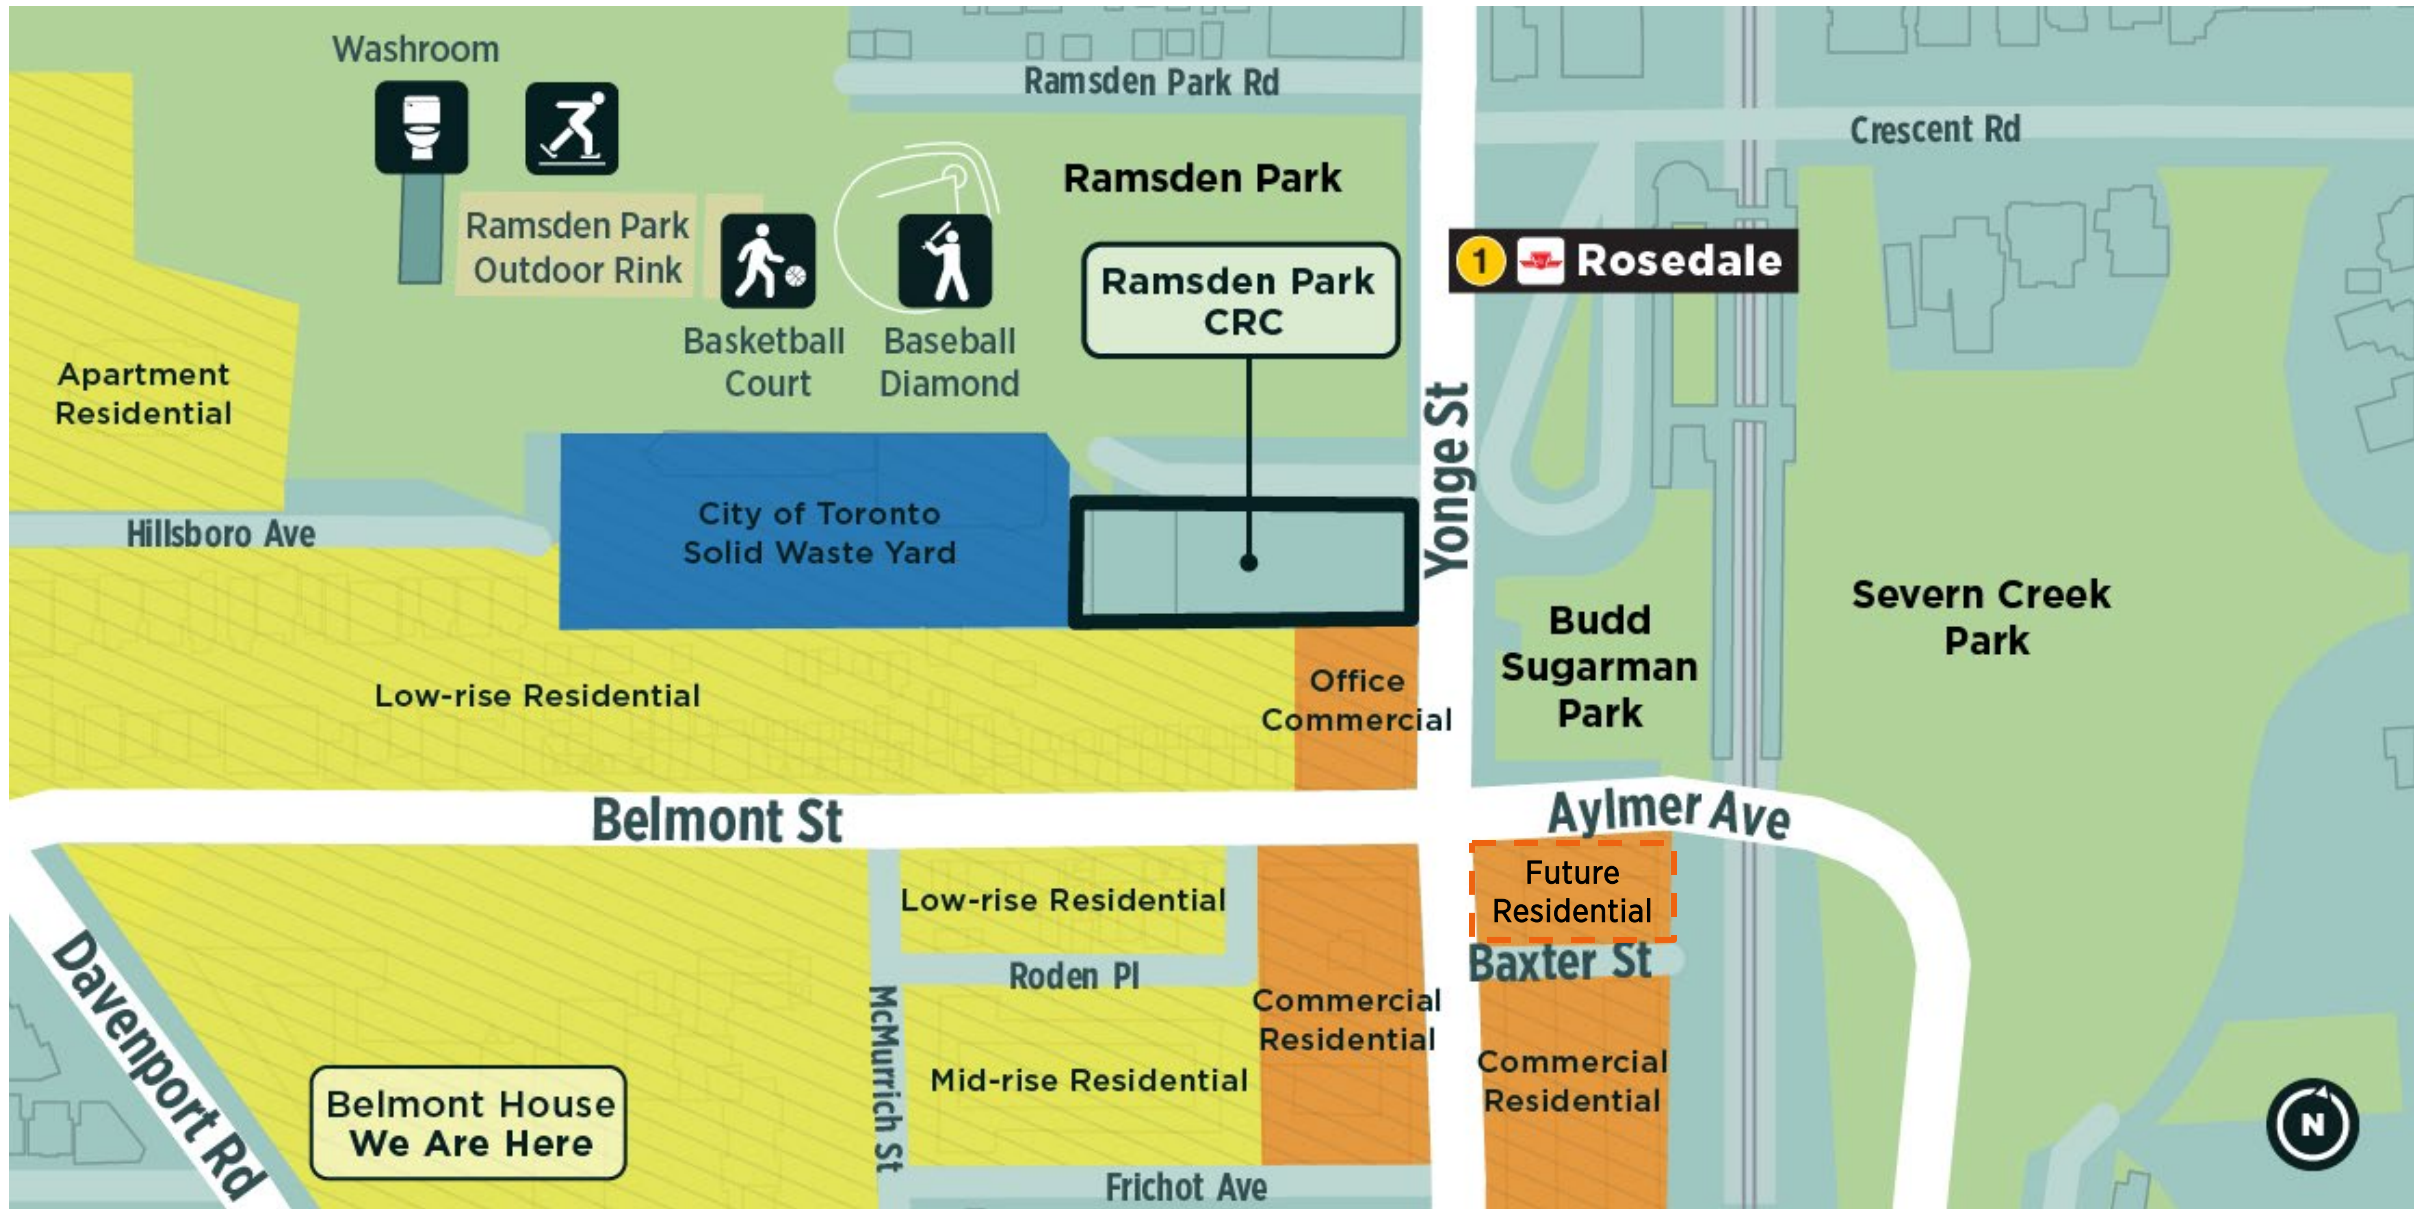 Washroom
Ramsden Park Rd
Crescent Rd
Ramsden Park
Ramsden Park
Outdoor Rink
1 Rosedale
Ramsden Park
CRC
Basketball
Court
Baseball
Diamond
Apartment
Residential
Yonge St
City of Toronto
Solid Waste Yard
Hillsboro Ave
Budd
Sugarman
Park
Severn Creek
Park
Low-rise Residential
Office
Commercial
Belmont St
Aylmer Ave
Future
Residential
Low-rise Residential
Baxter St
Roden Pl
Davenport Rd
McMurrich St
Commercial
Residential
Commercial
Residential
Mid-rise Residential
Belmont House
We Are Here
N
Frichot Ave